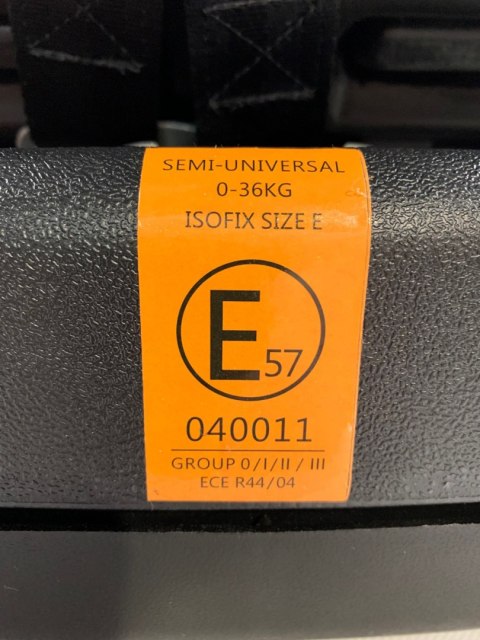 SEMI-UNIVERSAL
0-36KG
ISOFIX SIZE E
E57
040011
GROUP 0/I/II / III
ECE R44/04